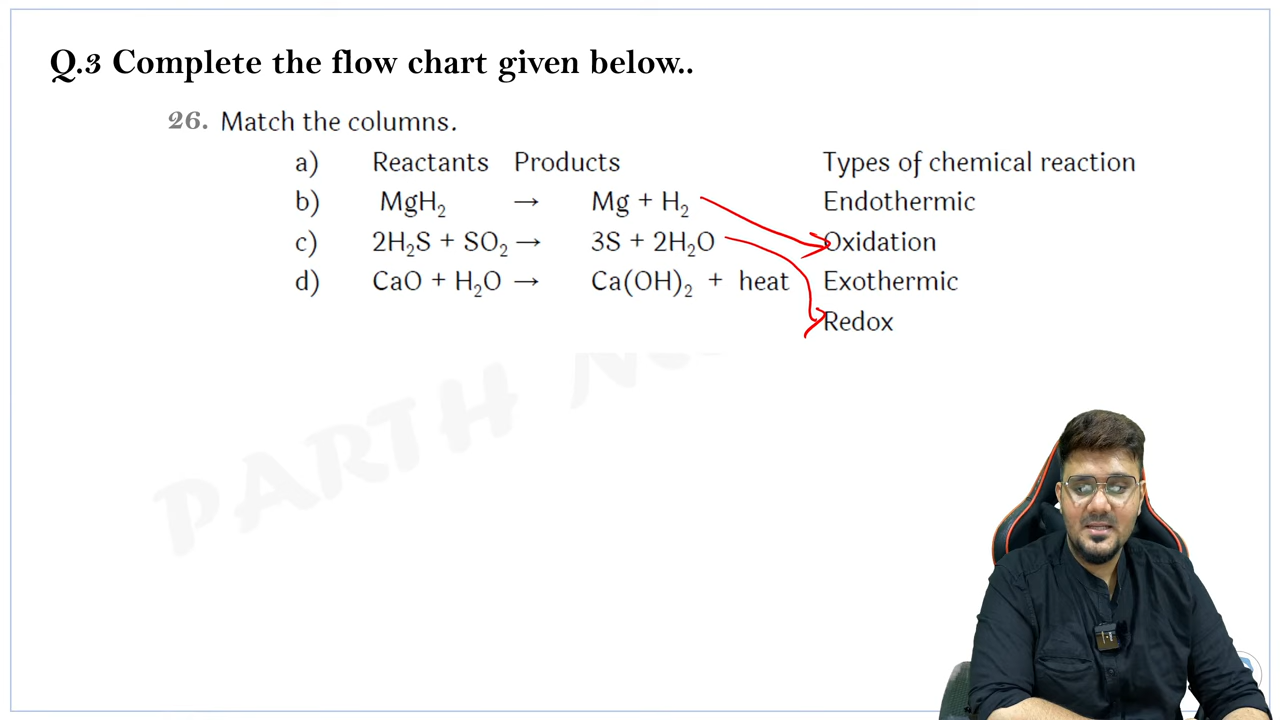 Q.3 Complete the flow chart given below..
26. Match the columns.
a) Reactants Products Types of chemical reaction
b) MgH₂ → Mg + H₂ Endothermic
c) 2H₂S + SO₂ → 3S + 2H₂O Oxidation
d) CaO + H₂O → Ca(OH)₂ + heat Exothermic
Redox
PARTH